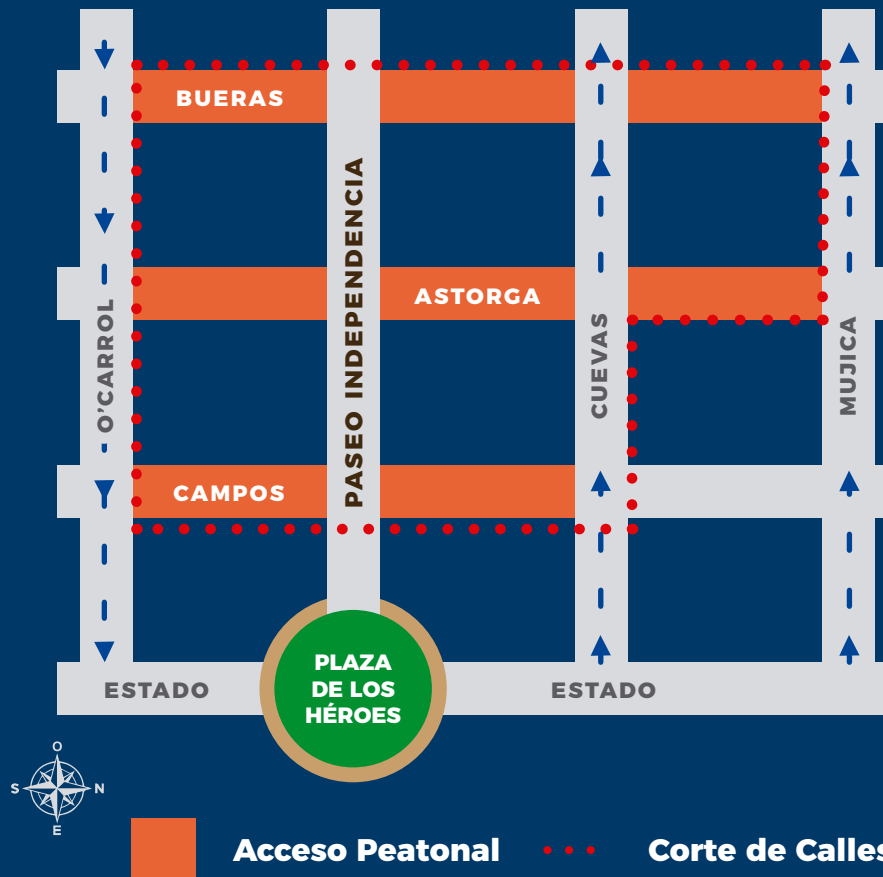 BUERAS
PASEO INDEPENDENCIA
ASTORGA
O'CARROL
CUEVAS
MUJICA
CAMPOS
PLAZA
DE LOS
HÉROES
ESTADO
ESTADO
O
S
N
E
Acceso Peatonal
Corte de Calles